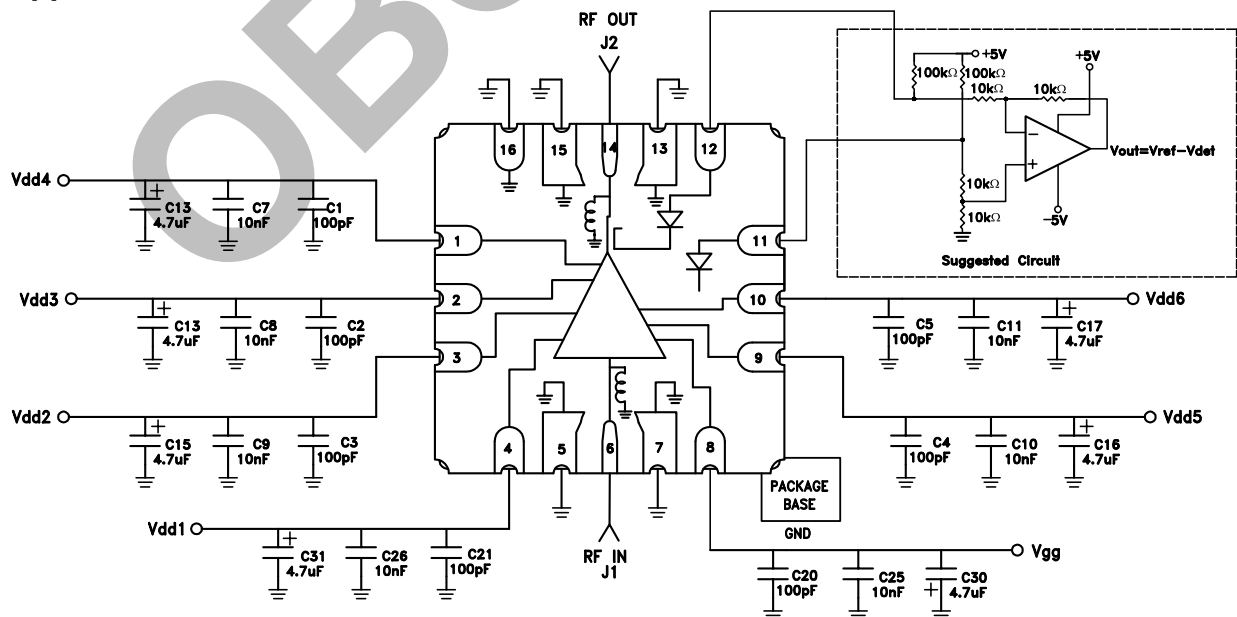 RF OUT
J2
+5V
100kΩ
100kΩ
10kΩ
10kΩ
+5V
−
+
Vout=Vref−Vdet
10kΩ
10kΩ
−5V
Suggested Circuit
16
15
14
13
12
Vdd4
+
C13
4.7uF
C7
10nF
C1
100pF
1
11
Vdd3
+
C13
4.7uF
C8
10nF
C2
100pF
2
10
C5
100pF
C11
10nF
+
C17
4.7uF
Vdd6
3
9
Vdd2
+
C15
4.7uF
C9
10nF
C3
100pF
4
5
6
7
8
C4
100pF
C10
10nF
+
C16
4.7uF
Vdd5
PACKAGE
BASE
GND
Vdd1
+
C31
4.7uF
C26
10nF
C21
100pF
RF IN
J1
C20
100pF
C25
10nF
+
C30
4.7uF
Vgg